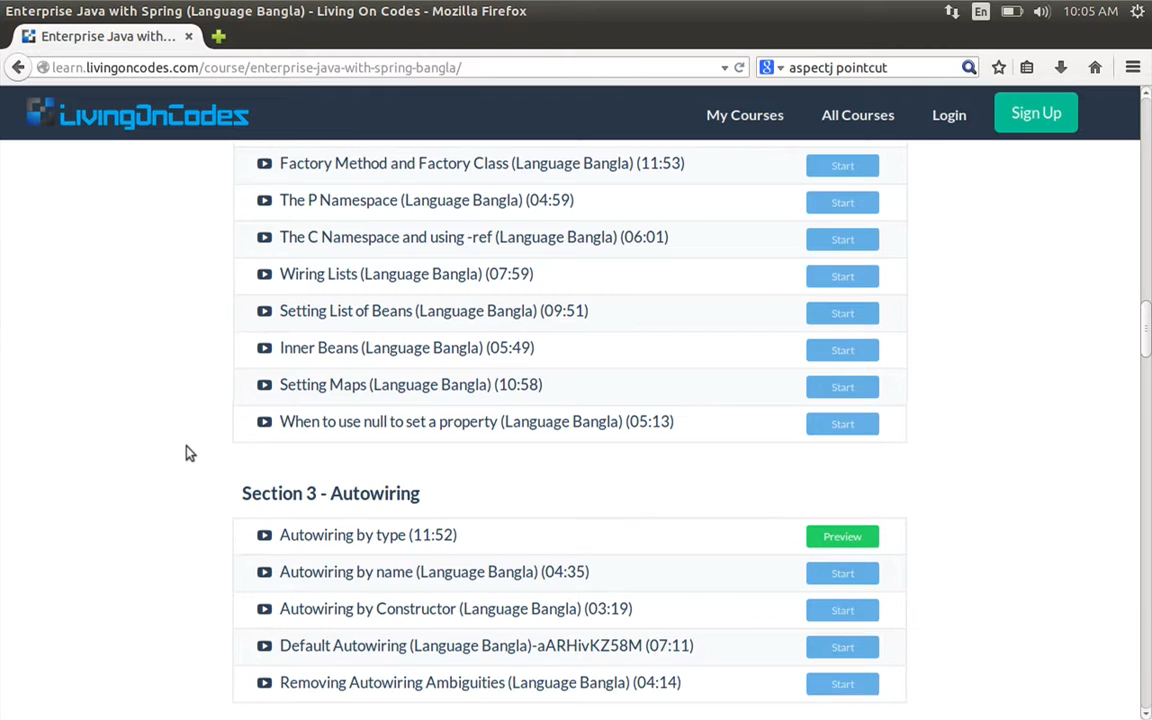 Enterprise Java with Spring (Language Bangla) - Living On Codes - Mozilla Firefox
En
10:05 AM
Enterprise Java with...
learn.livingoncodes.com/course/enterprise-java-with-spring-bangla/
aspectj pointcut
LivingOnCodes
My Courses
All Courses
Login
Sign Up
Factory Method and Factory Class (Language Bangla) (11:53)
Start
The P Namespace (Language Bangla) (04:59)
Start
The C Namespace and using -ref (Language Bangla) (06:01)
Start
Wiring Lists (Language Bangla) (07:59)
Start
Setting List of Beans (Language Bangla) (09:51)
Start
Inner Beans (Language Bangla) (05:49)
Start
Setting Maps (Language Bangla) (10:58)
Start
When to use null to set a property (Language Bangla) (05:13)
Start
Section 3 - Autowiring
Autowiring by type (11:52)
Preview
Autowiring by name (Language Bangla) (04:35)
Start
Autowiring by Constructor (Language Bangla) (03:19)
Start
Default Autowiring (Language Bangla)-aARHivKZ58M (07:11)
Start
Removing Autowiring Ambiguities (Language Bangla) (04:14)
Start